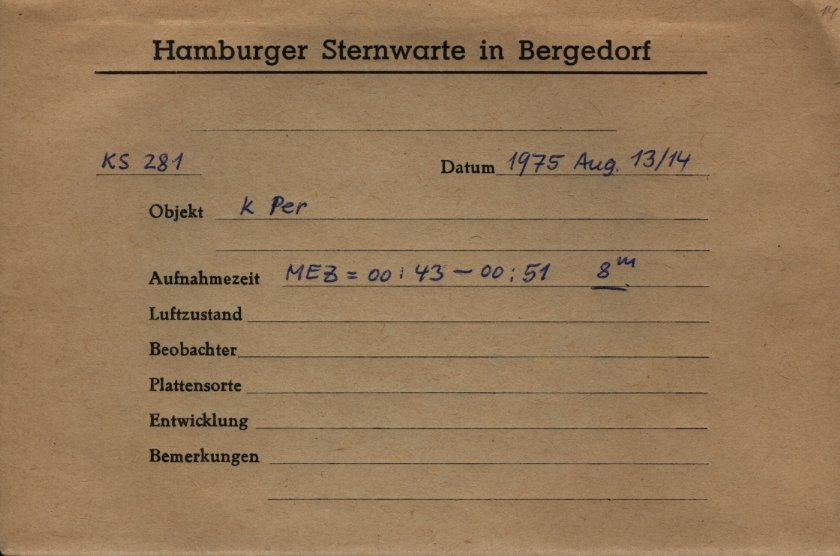 14
Hamburger Sternwarte in Bergedorf
KS 281 Datum 1975 Aug. 13/14
Objekt K Per
Aufnahmezeit MEZ = 00:43 – 00:51 8ᵐ
Luftzustand
Beobachter
Plattensorte
Entwicklung
Bemerkungen